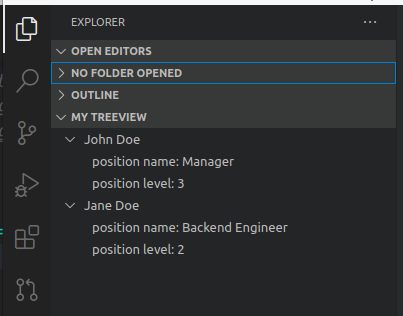 EXPLORER
OPEN EDITORS
NO FOLDER OPENED
OUTLINE
MY TREEVIEW
John Doe
position name: Manager
position level: 3
Jane Doe
position name: Backend Engineer
position level: 2